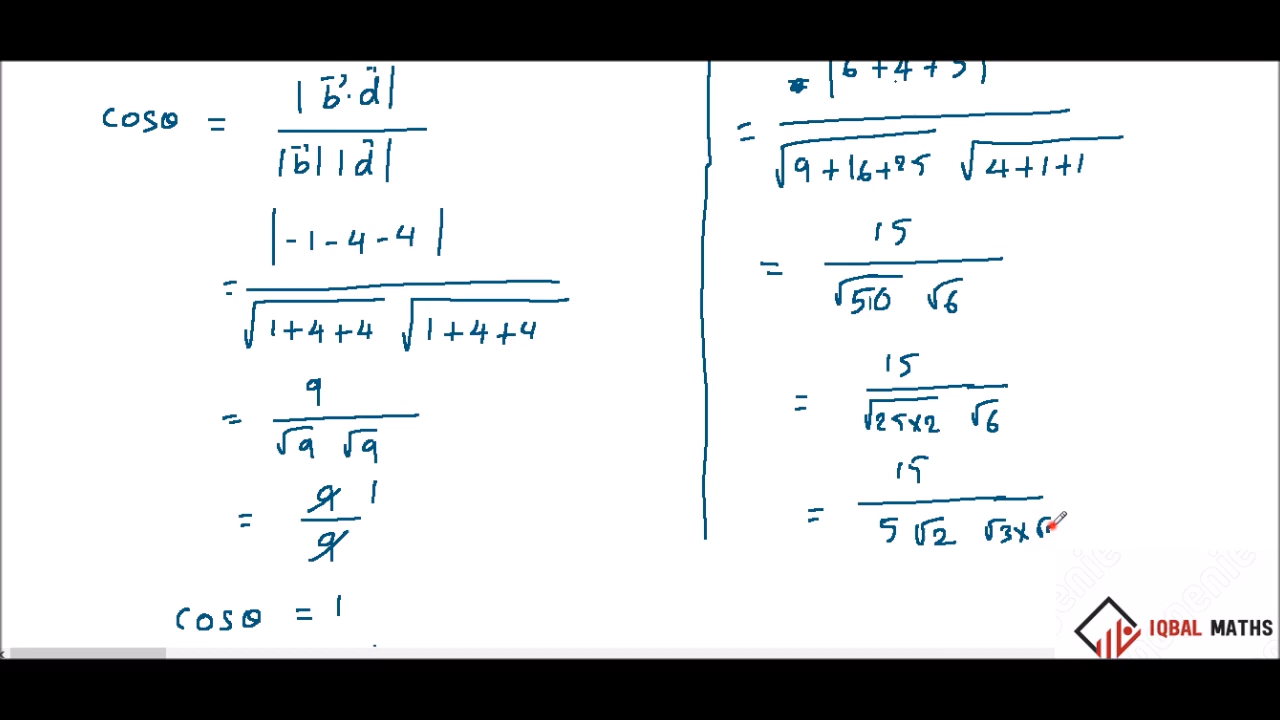 cosθ = |b⃗·d⃗| / |b⃗| |d⃗|
= |-1-4-4| / √(1+4+4) √(1+4+4)
= 9 / √9 √9
= 9 / 9 1
cosθ = 1
= |6+4+5| / √(9+16+25) √(4+1+1)
= 15 / √50 √6
= 15 / √(25×2) √6
= 15 / 5 √2 √3×√
IQBAL MATHS